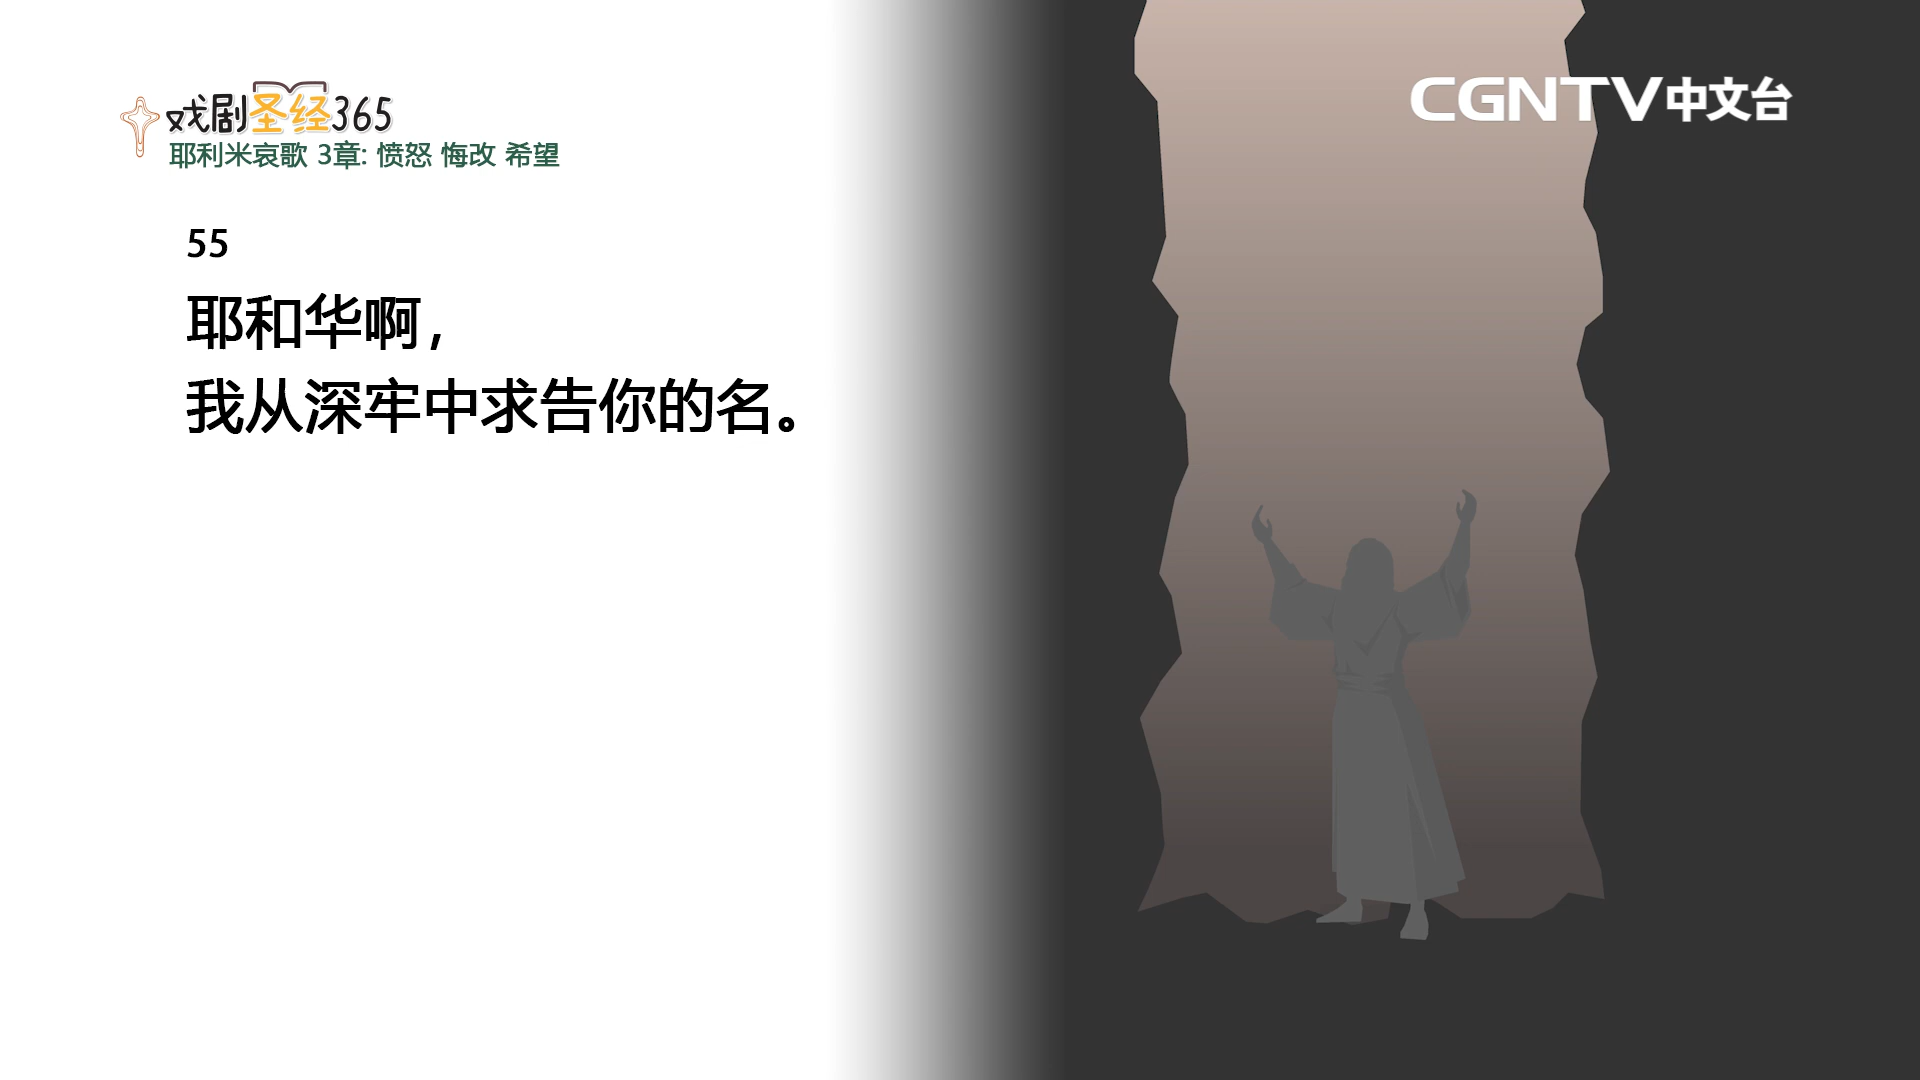 戏剧圣经365
CGNTV中文台
耶利米哀歌 3章: 愤怒 悔改 希望
55
耶和华啊，
我从深牢中求告你的名。